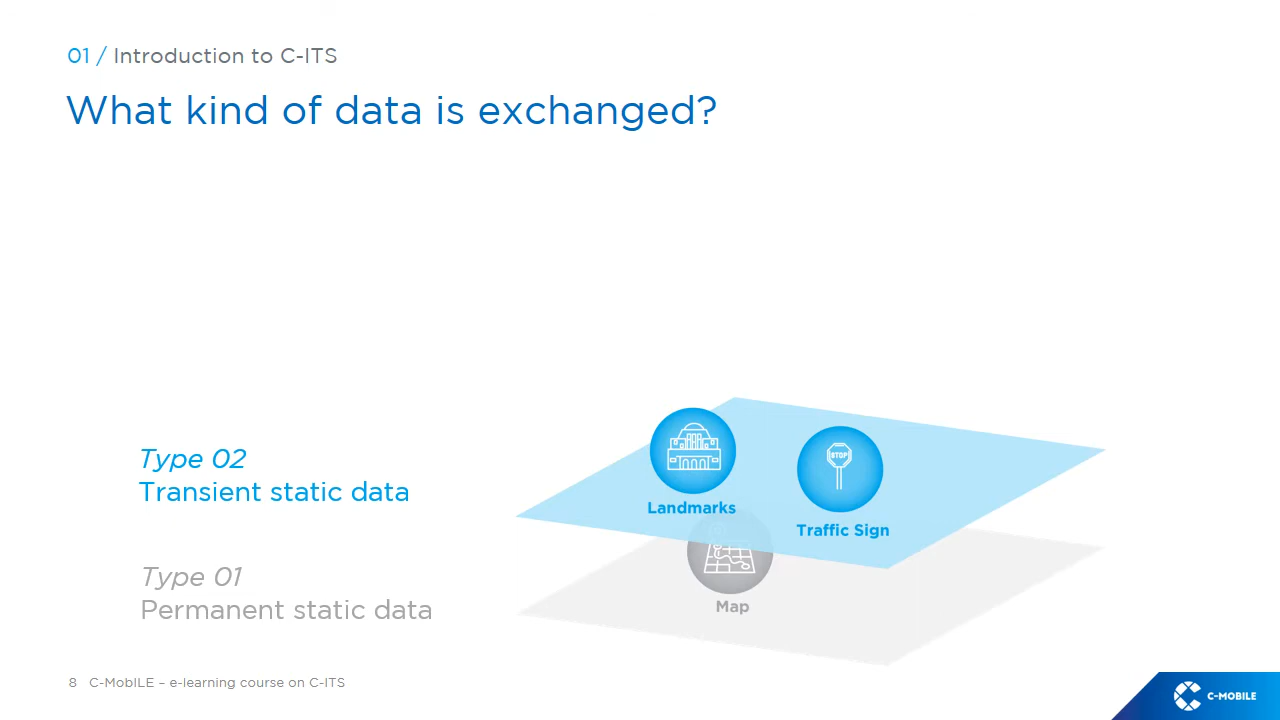 01 / Introduction to C-ITS
What kind of data is exchanged?
Type 02
Transient static data
STOP
Landmarks
Traffic Sign
Type 01
Permanent static data
Map
8 C-MobILE – e-learning course on C-ITS
C-MOBILE